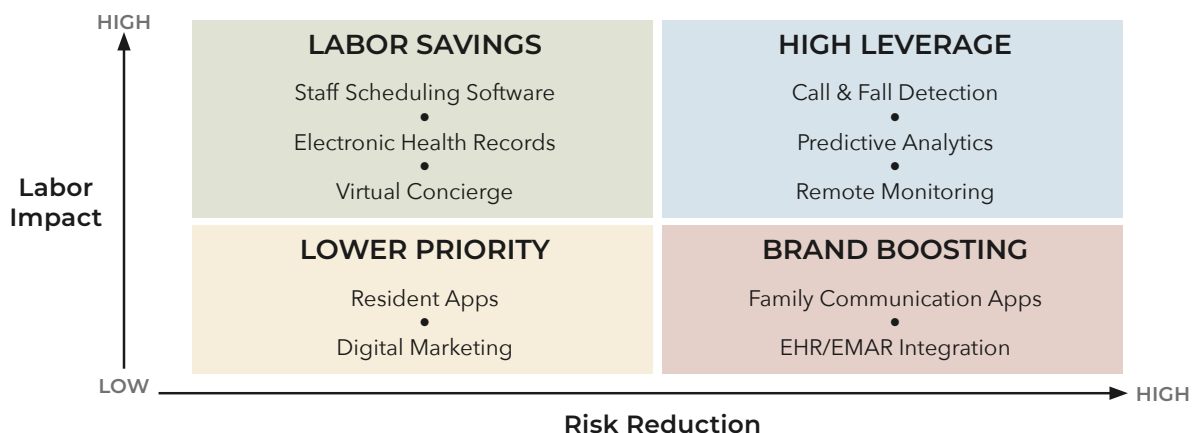 HIGH
LABOR SAVINGS
Staff Scheduling Software
•
Electronic Health Records
•
Virtual Concierge
HIGH LEVERAGE
Call & Fall Detection
•
Predictive Analytics
•
Remote Monitoring
Labor
Impact
LOWER PRIORITY
Resident Apps
•
Digital Marketing
BRAND BOOSTING
Family Communication Apps
•
EHR/EMAR Integration
LOW
HIGH
Risk Reduction